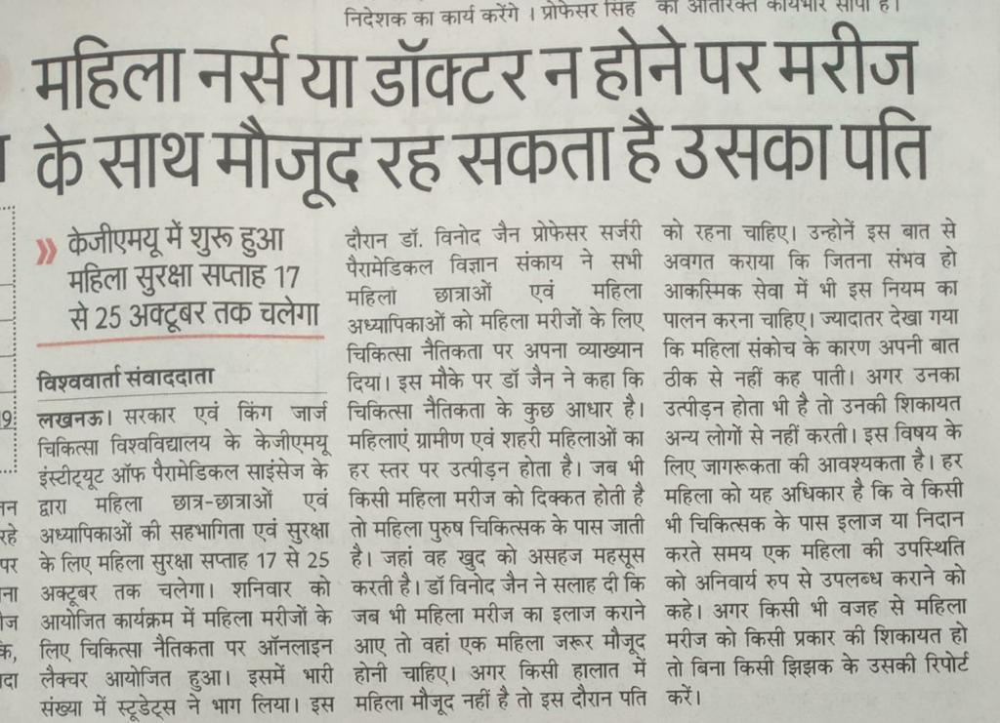 निदेशक का कार्य करेंगे । प्रोफेसर सिंह को अतिरिक्त कार्यभार सौंपा है।
महिला नर्स या डॉक्टर न होने पर मरीज
के साथ मौजूद रह सकता है उसका पति
केजीएमयू में शुरू हुआ
महिला सुरक्षा सप्ताह 17
से 25 अक्टूबर तक चलेगा
विश्ववार्ता संवाददाता
लखनऊ। सरकार एवं किंग जार्ज
चिकित्सा विश्वविद्यालय के केजीएमयू
इंस्टीट्यूट ऑफ पैरामेडिकल साइंसेज के
द्वारा महिला छात्र-छात्राओं एवं
अध्यापिकाओं की सहभागिता एवं सुरक्षा
के लिए महिला सुरक्षा सप्ताह 17 से 25
अक्टूबर तक चलेगा। शनिवार को
आयोजित कार्यक्रम में महिला मरीजों के
लिए चिकित्सा नैतिकता पर ऑनलाइन
लैक्चर आयोजित हुआ। इसमें भारी
संख्या में स्टूडेट्स ने भाग लिया। इस
दौरान डॉ. विनोद जैन प्रोफेसर सर्जरी
पैरामेडिकल विज्ञान संकाय ने सभी
महिला छात्राओं एवं महिला
अध्यापिकाओं को महिला मरीजों के लिए
चिकित्सा नैतिकता पर अपना व्याख्यान
दिया। इस मौके पर डॉ जैन ने कहा कि
चिकित्सा नैतिकता के कुछ आधार है।
महिलाएं ग्रामीण एवं शहरी महिलाओं का
हर स्तर पर उत्पीड़न होता है। जब भी
किसी महिला मरीज को दिक्कत होती है
तो महिला पुरुष चिकित्सक के पास जाती
है। जहां वह खुद को असहज महसूस
करती है। डॉ विनोद जैन ने सलाह दी कि
जब भी महिला मरीज का इलाज कराने
आए तो वहां एक महिला जरूर मौजूद
होनी चाहिए। अगर किसी हालात में
महिला मौजूद नहीं है तो इस दौरान पति
को रहना चाहिए। उन्होनें इस बात से
अवगत कराया कि जितना संभव हो
आकस्मिक सेवा में भी इस नियम का
पालन करना चाहिए। ज्यादातर देखा गया
कि महिला संकोच के कारण अपनी बात
ठीक से नहीं कह पाती। अगर उनका
उत्पीड़न होता भी है तो उनकी शिकायत
अन्य लोगों से नहीं करती। इस विषय के
लिए जागरूकता की आवश्यकता है। हर
महिला को यह अधिकार है कि वे किसी
भी चिकित्सक के पास इलाज या निदान
करते समय एक महिला की उपस्थिति
को अनिवार्य रुप से उपलब्ध कराने को
कहे। अगर किसी भी वजह से महिला
मरीज को किसी प्रकार की शिकायत हो
तो बिना किसी झिझक के उसकी रिपोर्ट
करें।